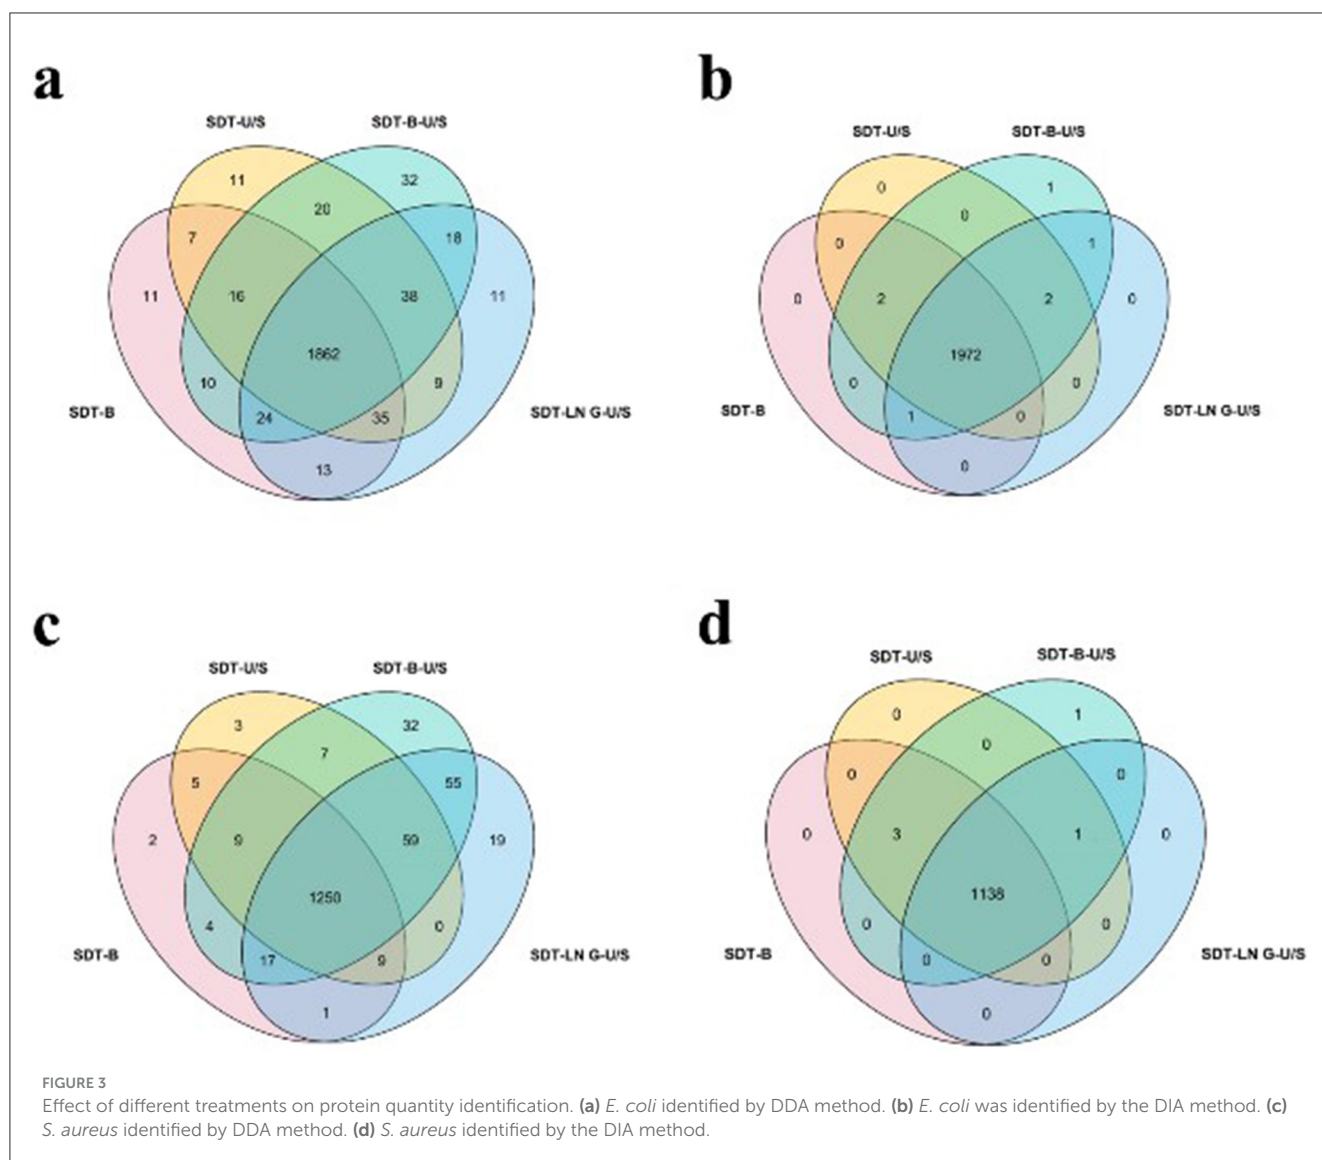 a
SDT-U/S
SDT-B-U/S
11
32
20
7
18
11
16
38
11
1862
10
9
SDT-B
24
35
SDT-LN G-U/S
13
b
SDT-U/S
SDT-B-U/S
0
1
0
0
1
0
2
2
0
1972
0
0
SDT-B
1
0
SDT-LN G-U/S
0
c
SDT-U/S
SDT-B-U/S
3
32
7
5
55
2
9
59
19
1250
4
0
SDT-B
17
9
SDT-LN G-U/S
1
d
SDT-U/S
SDT-B-U/S
0
1
0
0
0
0
3
1
0
1138
0
0
SDT-B
0
0
SDT-LN G-U/S
0
FIGURE 3
Effect of different treatments on protein quantity identification. (a) E. coli identified by DDA method. (b) E. coli was identified by the DIA method. (c)
S. aureus identified by DDA method. (d) S. aureus identified by the DIA method.